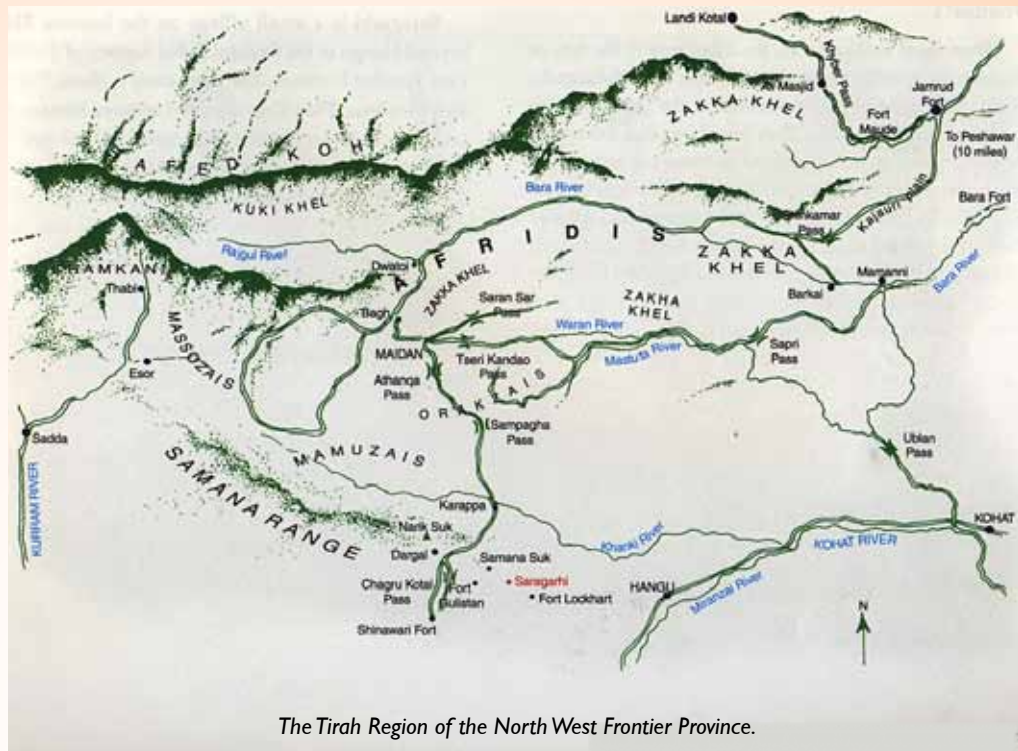 Landi Kotal
Khyber Pass
Ali Masjid
ZAKKA KHEL
Jamrud
Fort
Fort
Maude
To Peshawar
(10 miles)
KOH
Bara River
Kajauri plain
Bara Fort
KUKI KHEL
Pass
Rajgul River
AFRIDIS
ZAKKA
KHEL
Dwatoi
ZAKKA KHEL
Mamanni
Bara River
Thabi
Barkal
Saran Sar
Pass
ZAKHA
KHEL
Bagh
Waran River
MASSOZAIS
MAIDAN
Tseri Kandao
Pass
Mastura River
Sapri
Pass
Esor
Athanga
Pass
ORAKZAIS
Sampagha
Pass
Sadda
Ublan
Pass
MAMUZAIS
SAMANA RANGE
KURRAM RIVER
Karappa
Narik Suk
Khanki River
KOHAT
KOHAT RIVER
Dargal
Samana Suk
Chagru Kotal
Pass
Fort
Gulistan
Saragarhi
Fort Lockhart
HANGU
Miranzai River
Shinawari Fort
N
The Tirah Region of the North West Frontier Province.